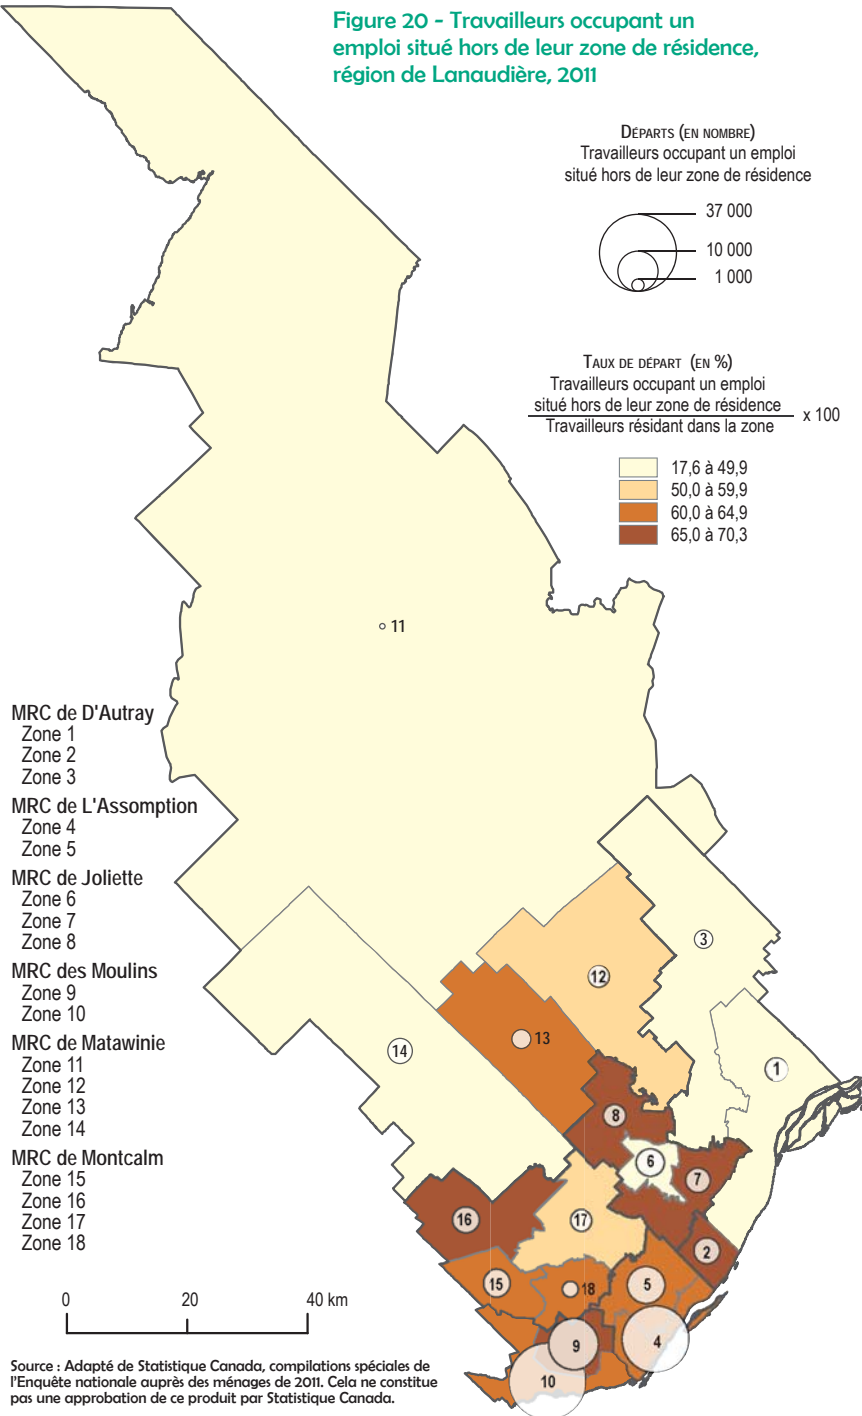 Figure 20 - Travailleurs occupant un
emploi situé hors de leur zone de résidence,
région de Lanaudière, 2011
DÉPARTS (EN NOMBRE)
Travailleurs occupant un emploi
situé hors de leur zone de résidence
37 000
10 000
1 000
TAUX DE DÉPART (EN %)
Travailleurs occupant un emploi
situé hors de leur zone de résidence
x 100
Travailleurs résidant dans la zone
17,6 à 49,9
50,0 à 59,9
60,0 à 64,9
65,0 à 70,3
11
MRC de D'Autray
Zone 1
Zone 2
Zone 3
MRC de L'Assomption
Zone 4
Zone 5
MRC de Joliette
Zone 6
Zone 7
Zone 8
MRC des Moulins
Zone 9
Zone 10
MRC de Matawinie
Zone 11
Zone 12
Zone 13
Zone 14
MRC de Montcalm
Zone 15
Zone 16
Zone 17
Zone 18
3
12
13
14
1
8
6
7
16
17
2
15
18
5
9
4
10
0 20 40 km
Source : Adapté de Statistique Canada, compilations spéciales de
l'Enquête nationale auprès des ménages de 2011. Cela ne constitue
pas une approbation de ce produit par Statistique Canada.